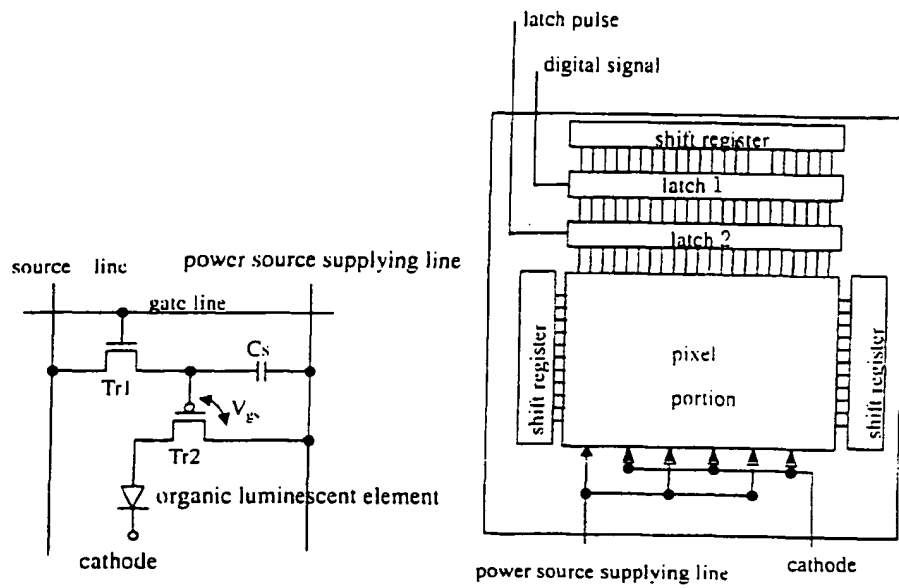 latch pulse
digital signal
shift register
latch 1
latch 2
shift register
pixel
portion
shift register
power source supplying line
cathode
source line
power source supplying line
gate line
Cs
Tr1
Vgs
Tr2
organic luminescent element
cathode